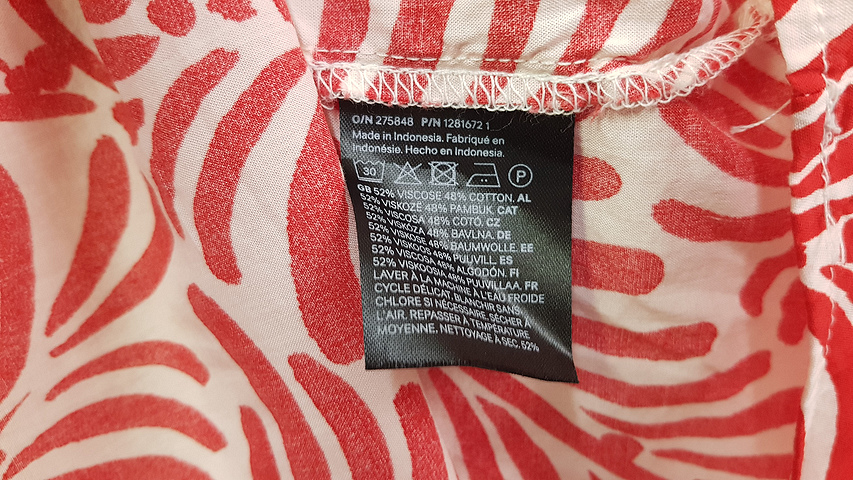 O/N 275848 P/N 1281672 1
Made in Indonesia. Fabriqué en
Indonésie. Hecho en Indonesia.
30 P
GB 52% VISCOSE 48% COTTON. AL
52% VISKOZË 48% PAMBUK. CAT
52% VISCOSA 48% COTÓ. CZ
52% VISKÓZA 48% BAVLNA. DE
52% VISKOSE 48% BAUMWOLLE. EE
52% VISKOOS 48% PUUVILL. ES
52% VISCOSA 48% ALGODÓN. FI
52% VISKOOSIA 48% PUUVILLAA. FR
LAVER À LA MACHINE À L'EAU FROIDE
CYCLE DÉLICAT. BLANCHIR SANS
CHLORE SI NÉCESSAIRE. SÉCHER À
L'AIR. REPASSER À TEMPÉRATURE
MOYENNE. NETTOYAGE À SEC. 52%